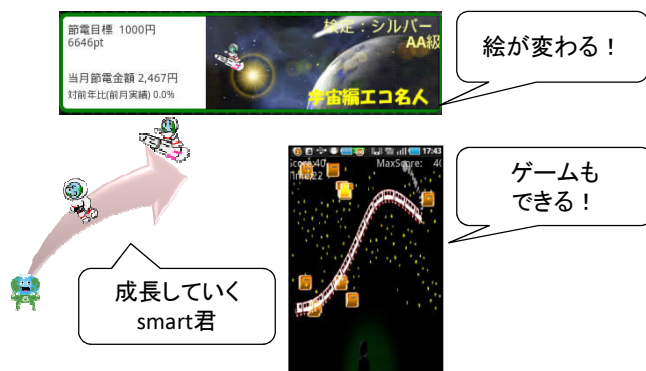 節電目標 1000円
6646pt
当月節電金額 2,467円
対前年比(前月実績) 0.0%
検定：シルバー
AA級
宇宙編エコ名人
絵が変わる！
17:43
Score:40
MaxScore: 40
Time:22
ゲームも
できる！
成長していく
smart君